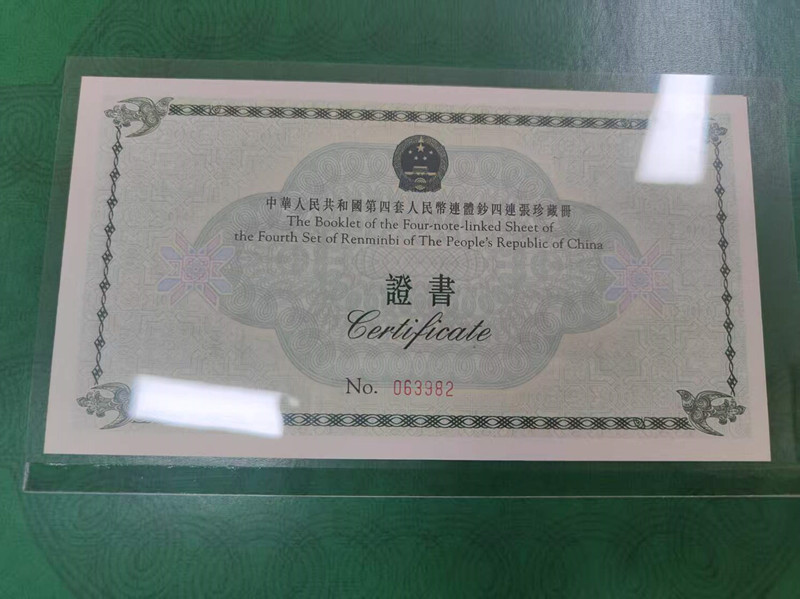 中華人民共和國第四套人民幣連體鈔四連張珍藏冊
The Booklet of the Four-note-linked Sheet of
the Fourth Set of Renminbi of The People's Republic of China
證書
Certificate
No. 063982